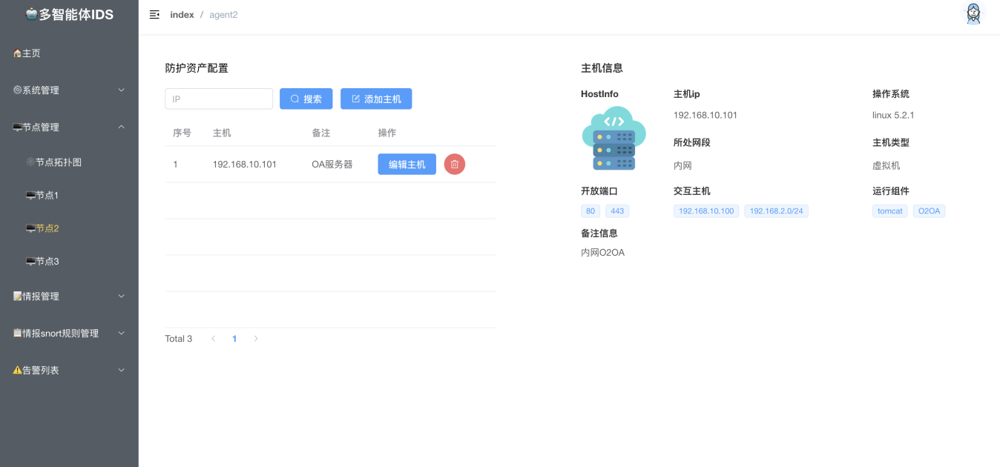 多智能体IDS
主页
系统管理
节点管理
节点拓扑图
节点1
节点2
节点3
情报管理
情报snort规则管理
告警列表
index / agent2
防护资产配置
IP 搜索 添加主机
序号 主机 备注 操作
1 192.168.10.101 OA服务器 编辑主机
Total 3 1
主机信息
HostInfo 主机ip 操作系统
192.168.10.101 linux 5.2.1
所处网段 主机类型
内网 虚拟机
开放端口 交互主机 运行组件
80 443 192.168.10.100 192.168.2.0/24 tomcat O2OA
备注信息
内网O2OA